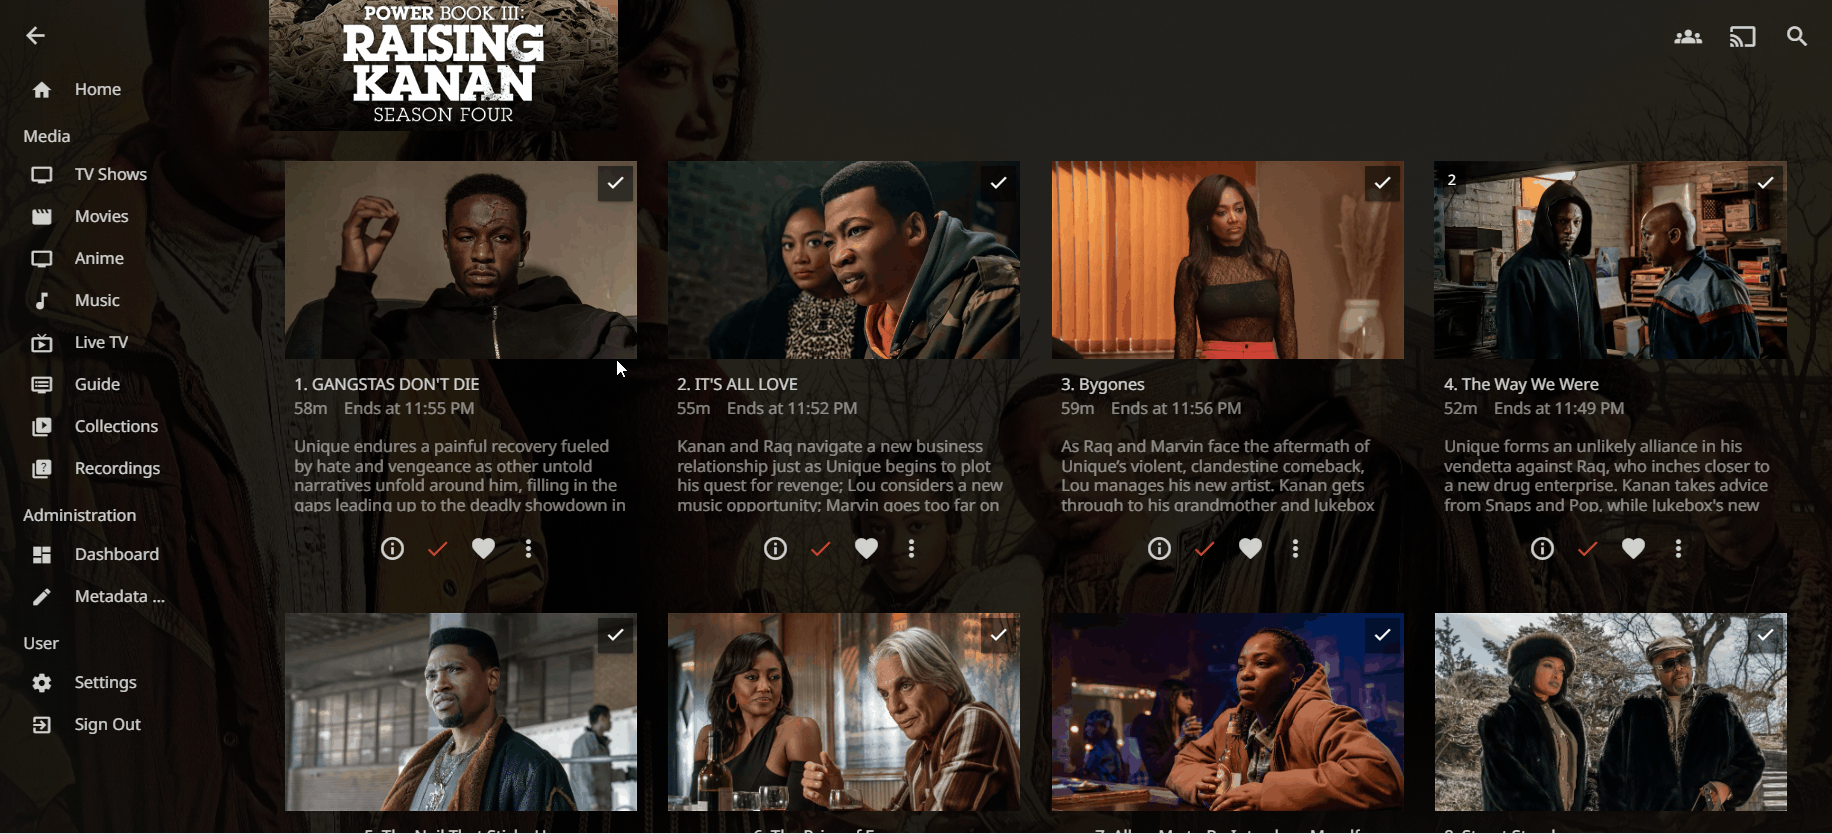 POWER BOOK III:
RAISING
KANAN
SEASON FOUR
Home
Media
TV Shows
Movies
Anime
Music
Live TV
Guide
Collections
Recordings
Administration
Dashboard
Metadata ...
User
Settings
Sign Out
1. GANGSTAS DON'T DIE
58m Ends at 11:55 PM
Unique endures a painful recovery fueled
by hate and vengeance as other untold
narratives unfold around him, filling in the
gaps leading up to the deadly showdown in
2. IT'S ALL LOVE
55m Ends at 11:52 PM
Kanan and Raq navigate a new business
relationship just as Unique begins to plot
his quest for revenge; Lou considers a new
music opportunity; Marvin goes too far on
3. Bygones
59m Ends at 11:56 PM
As Raq and Marvin face the aftermath of
Unique's violent, clandestine comeback,
Lou manages his new artist. Kanan gets
through to his grandmother and Jukebox
2
4. The Way We Were
52m Ends at 11:49 PM
Unique forms an unlikely alliance in his
vendetta against Raq, who inches closer to
a new drug enterprise. Kanan takes advice
from Snaps and Pop, while Jukebox's new